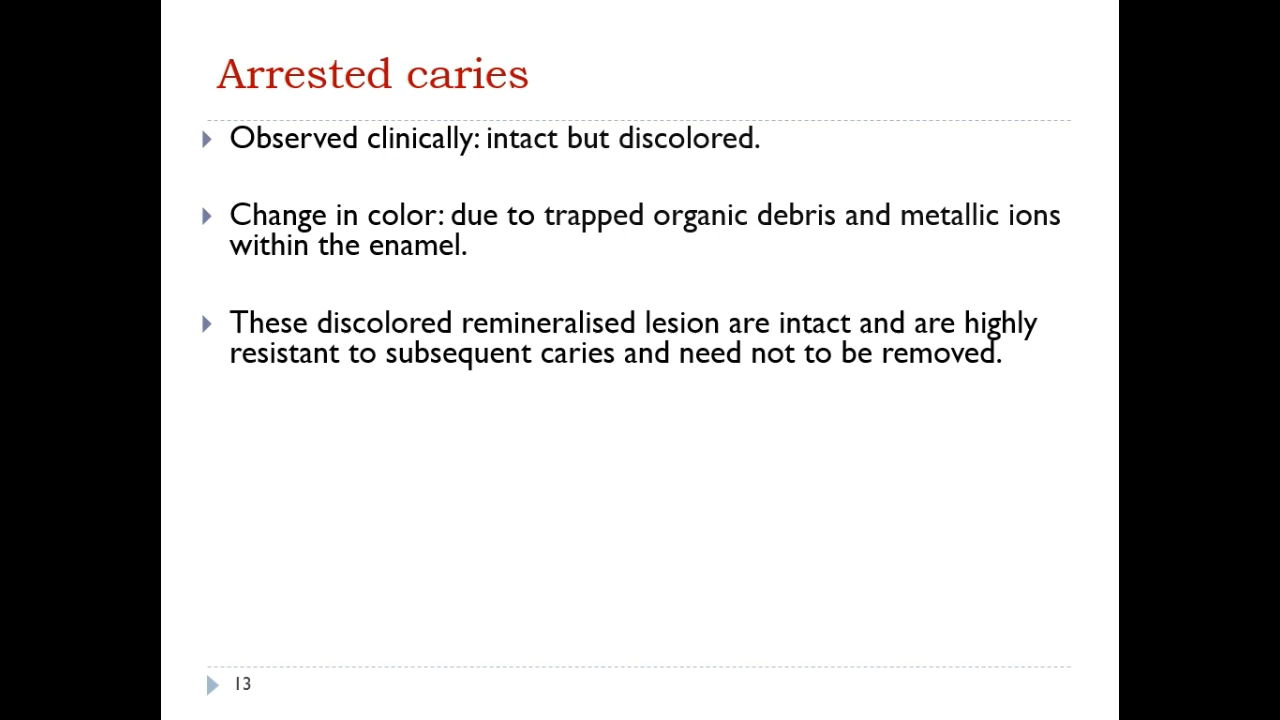 Arrested caries
Observed clinically: intact but discolored.
Change in color: due to trapped organic debris and metallic ions
within the enamel.
These discolored remineralised lesion are intact and are highly
resistant to subsequent caries and need not to be removed.
13